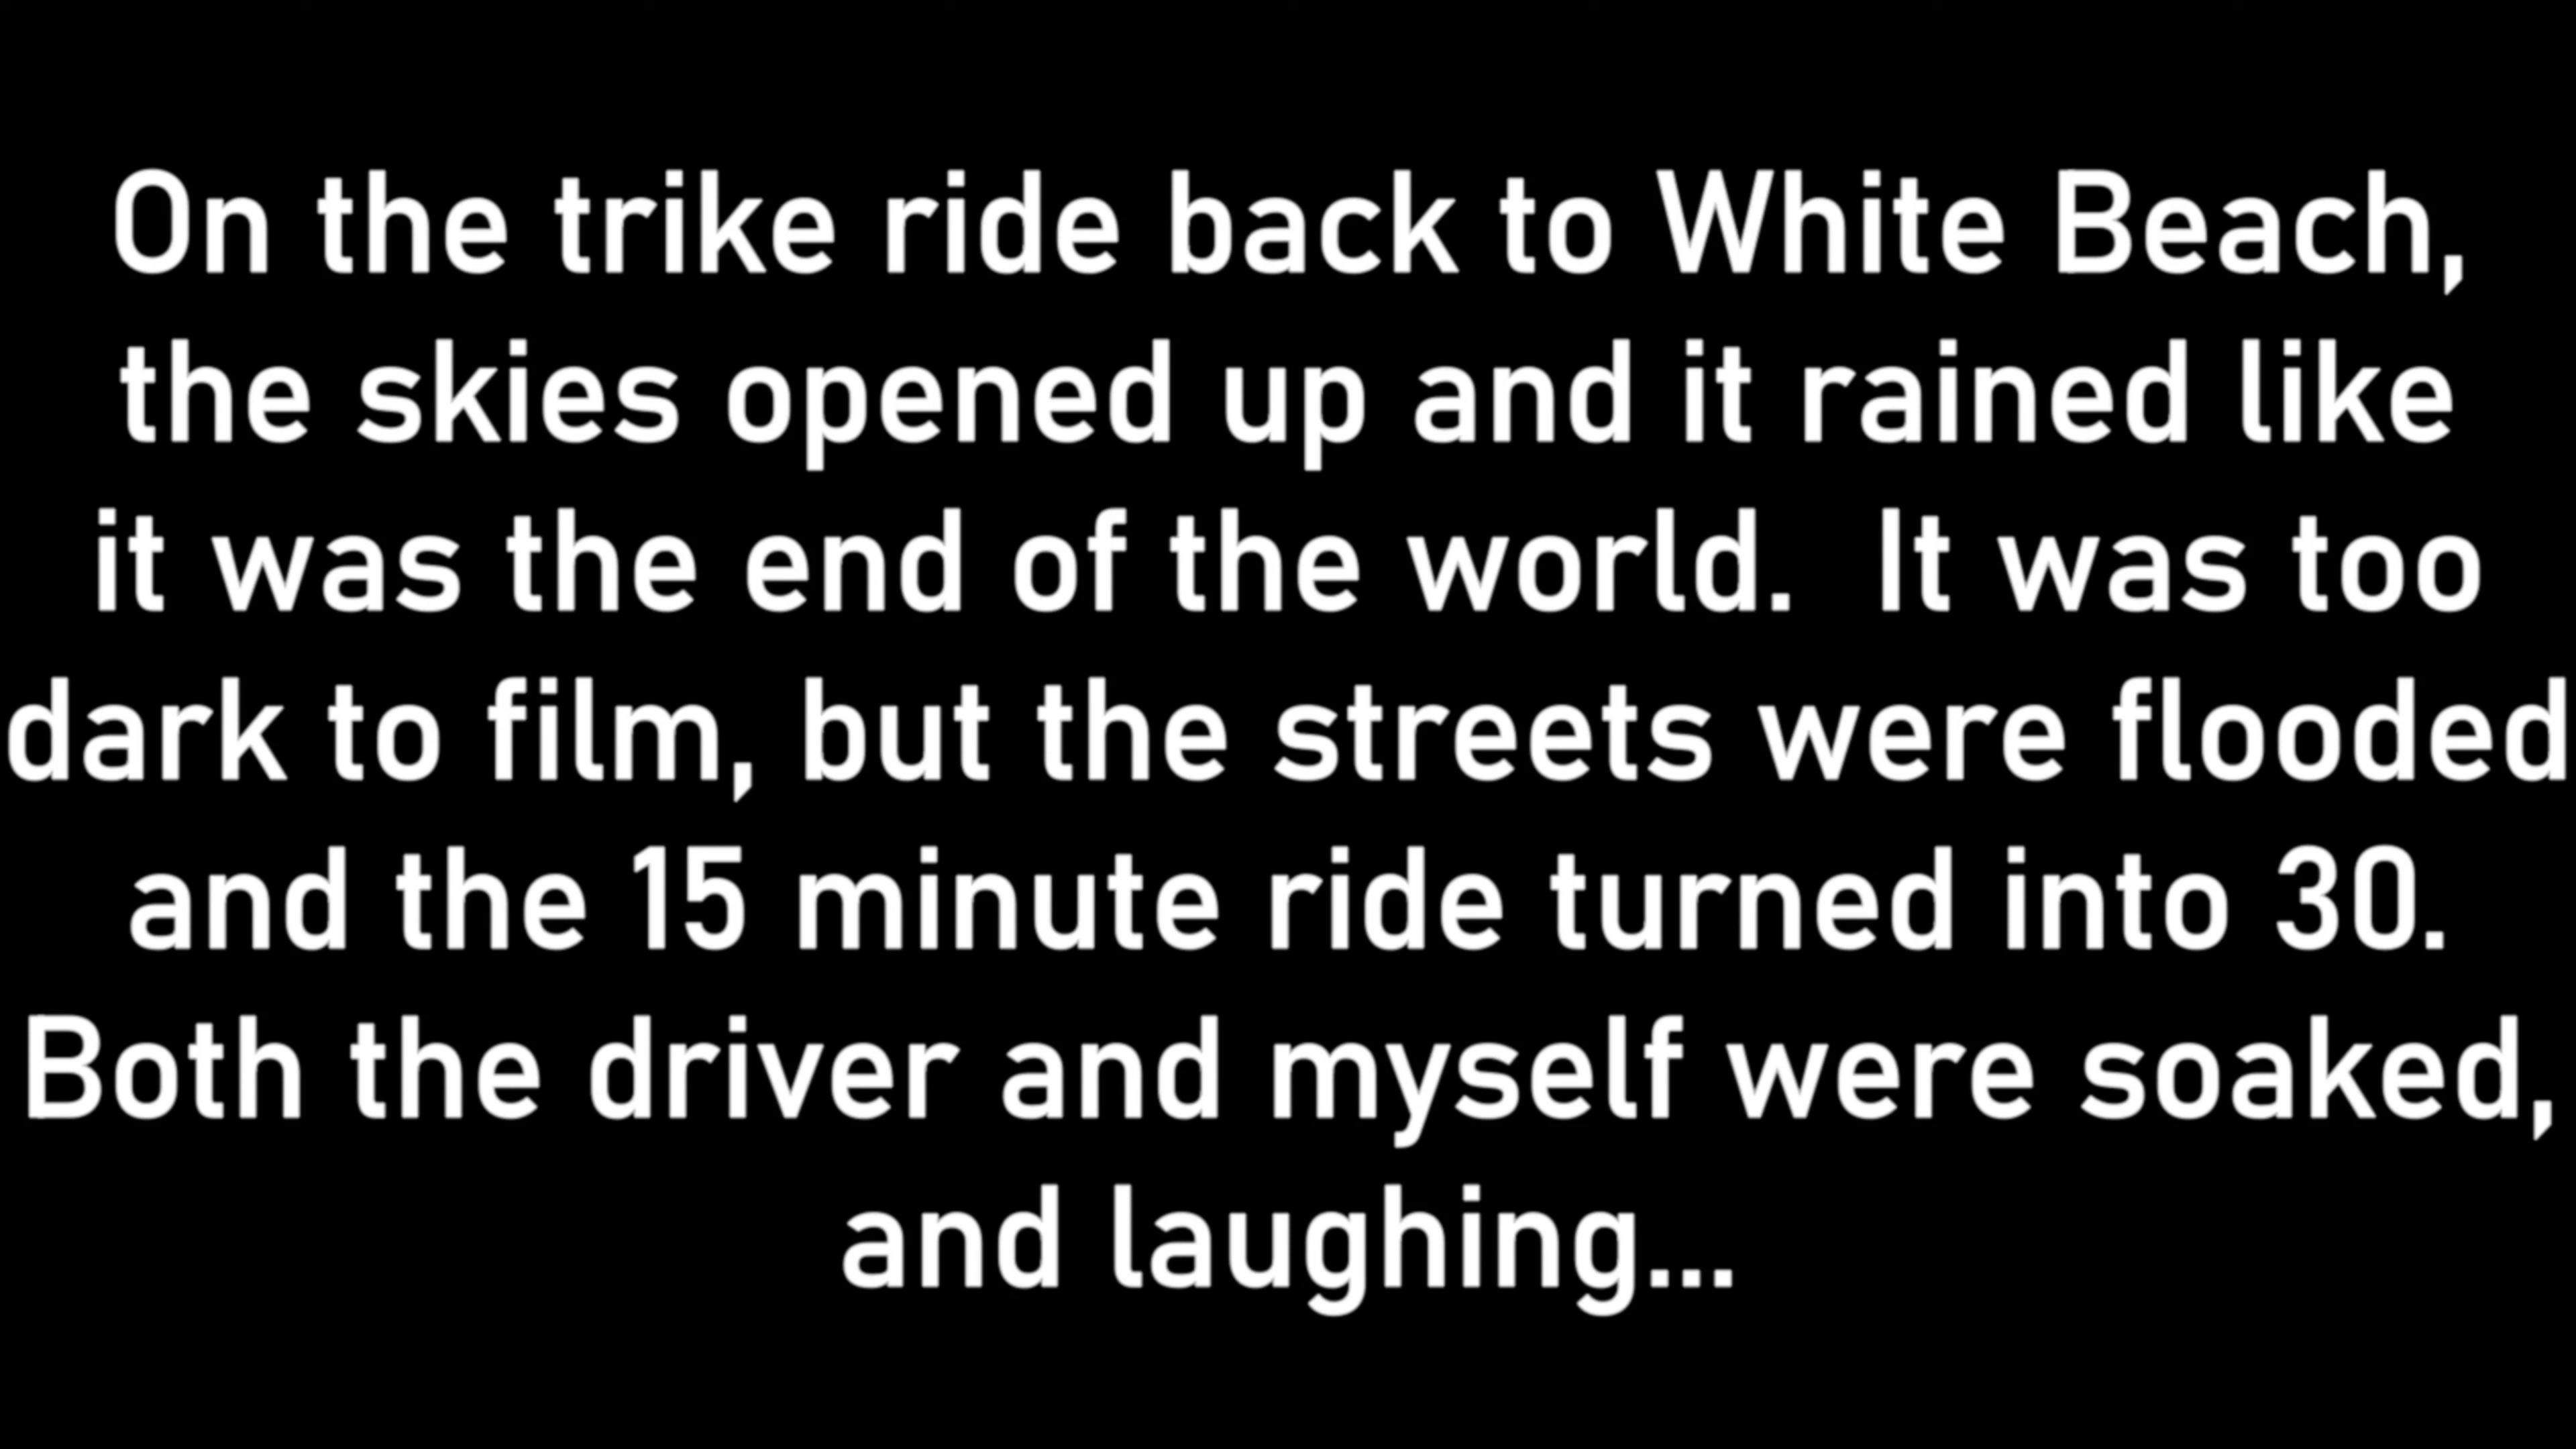 On the trike ride back to White Beach,
the skies opened up and it rained like
it was the end of the world.  It was too
dark to film, but the streets were flooded
and the 15 minute ride turned into 30.
Both the driver and myself were soaked,
and laughing...